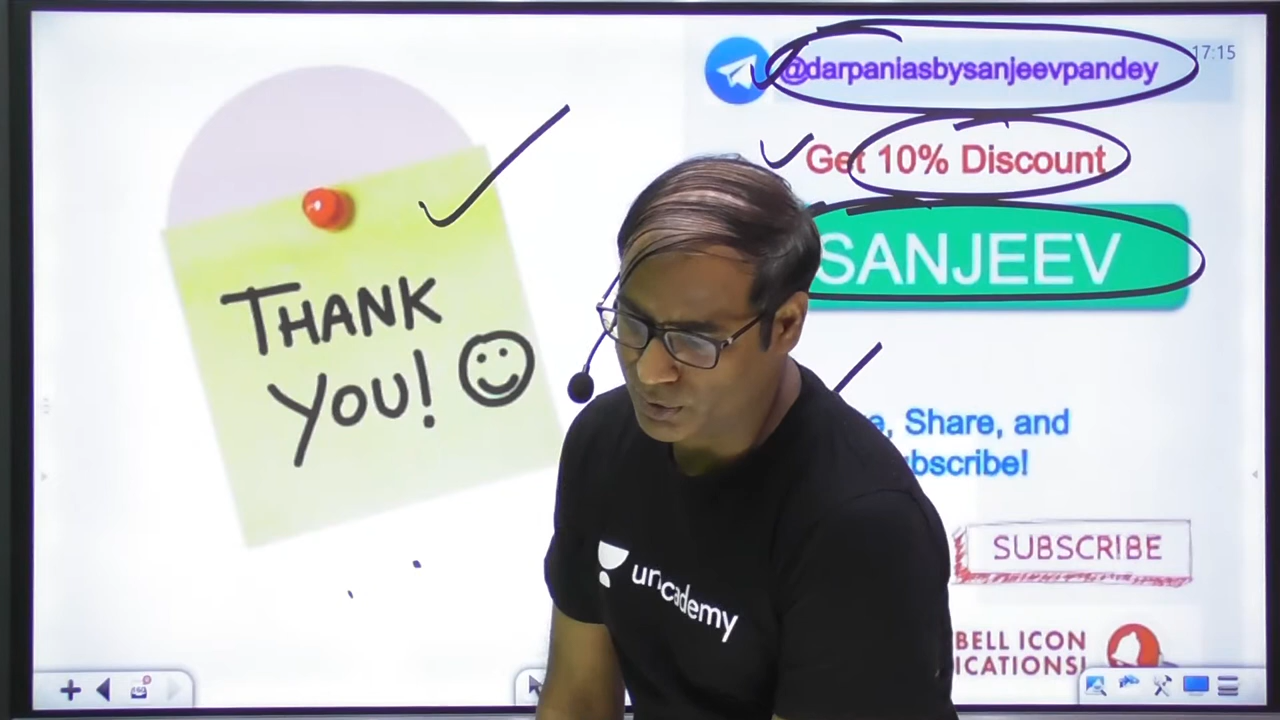 @darpaniasbysanjeevpandey
17:15
Get 10% Discount
SANJEEV
THANK
YOU!
Share, and
SUBSCRIBE
unacademy
BELL ICON